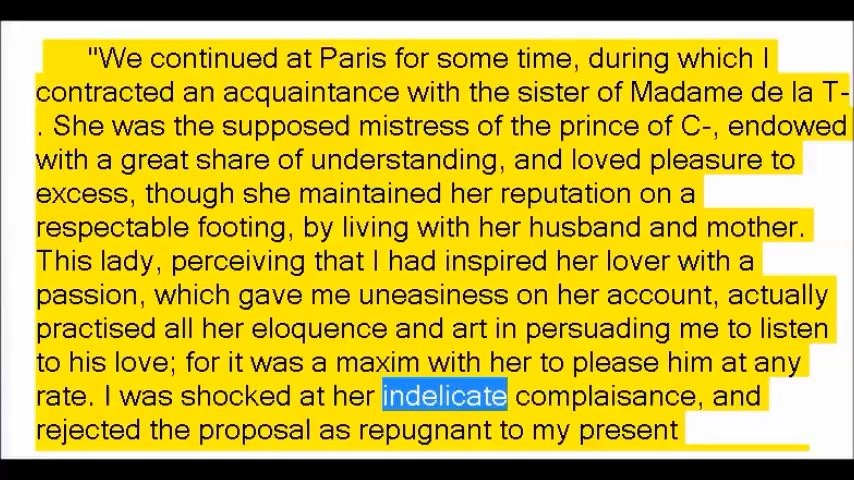 "We continued at Paris for some time, during which I
contracted an acquaintance with the sister of Madame de la T-
. She was the supposed mistress of the prince of C-, endowed
with a great share of understanding, and loved pleasure to
excess, though she maintained her reputation on a
respectable footing, by living with her husband and mother.
This lady, perceiving that I had inspired her lover with a
passion, which gave me uneasiness on her account, actually
practised all her eloquence and art in persuading me to listen
to his love; for it was a maxim with her to please him at any
rate. I was shocked at her indelicate complaisance, and
rejected the proposal as repugnant to my present